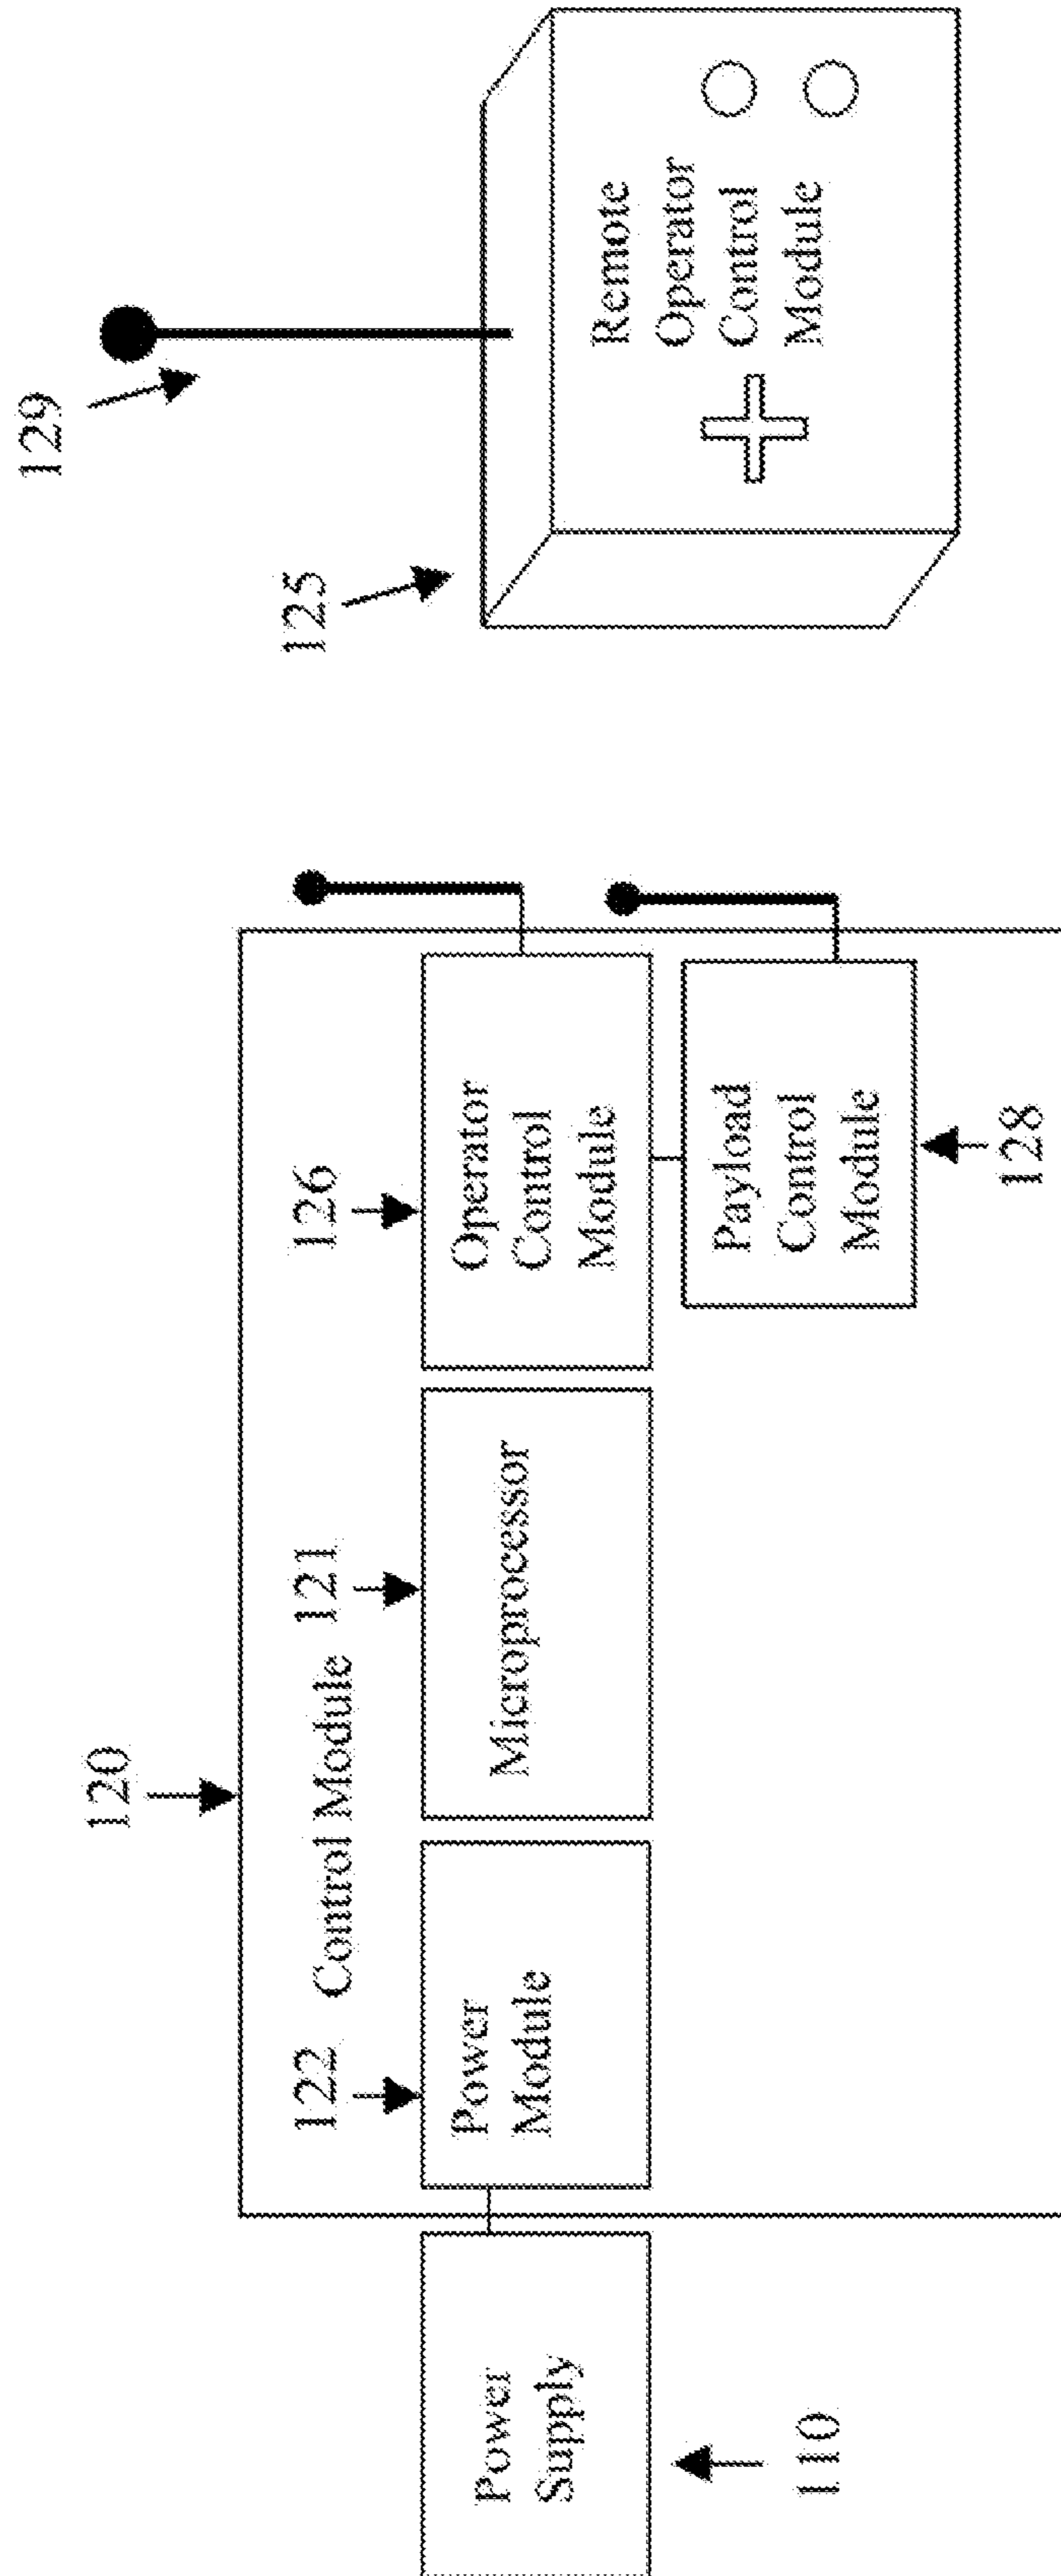 120
129
125
122
Control Module
121
126
Power
Supply
Power
Module
Microprocessor
Operator
Control
Module
Payload
Control
Module
Remote
Operator
Control
Module
110
128